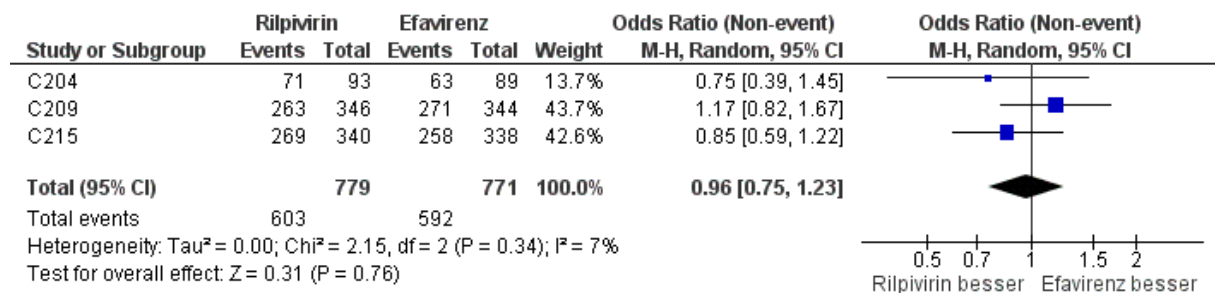 Rilpivirin Efavirenz Odds Ratio (Non-event) Odds Ratio (Non-event)
Study or Subgroup Events Total Events Total Weight M-H, Random, 95% CI M-H, Random, 95% CI
C204 71 93 63 89 13.7% 0.75 [0.39, 1.45]
C209 263 346 271 344 43.7% 1.17 [0.82, 1.67]
C215 269 340 258 338 42.6% 0.85 [0.59, 1.22]
Total (95% CI) 779 771 100.0% 0.96 [0.75, 1.23]
Total events 603 592
Heterogeneity: Tau² = 0.00; Chi² = 2.15, df = 2 (P = 0.34); I² = 7%
Test for overall effect: Z = 0.31 (P = 0.76)
0.5 0.7 1 1.5 2
Rilpivirin besser Efavirenz besser